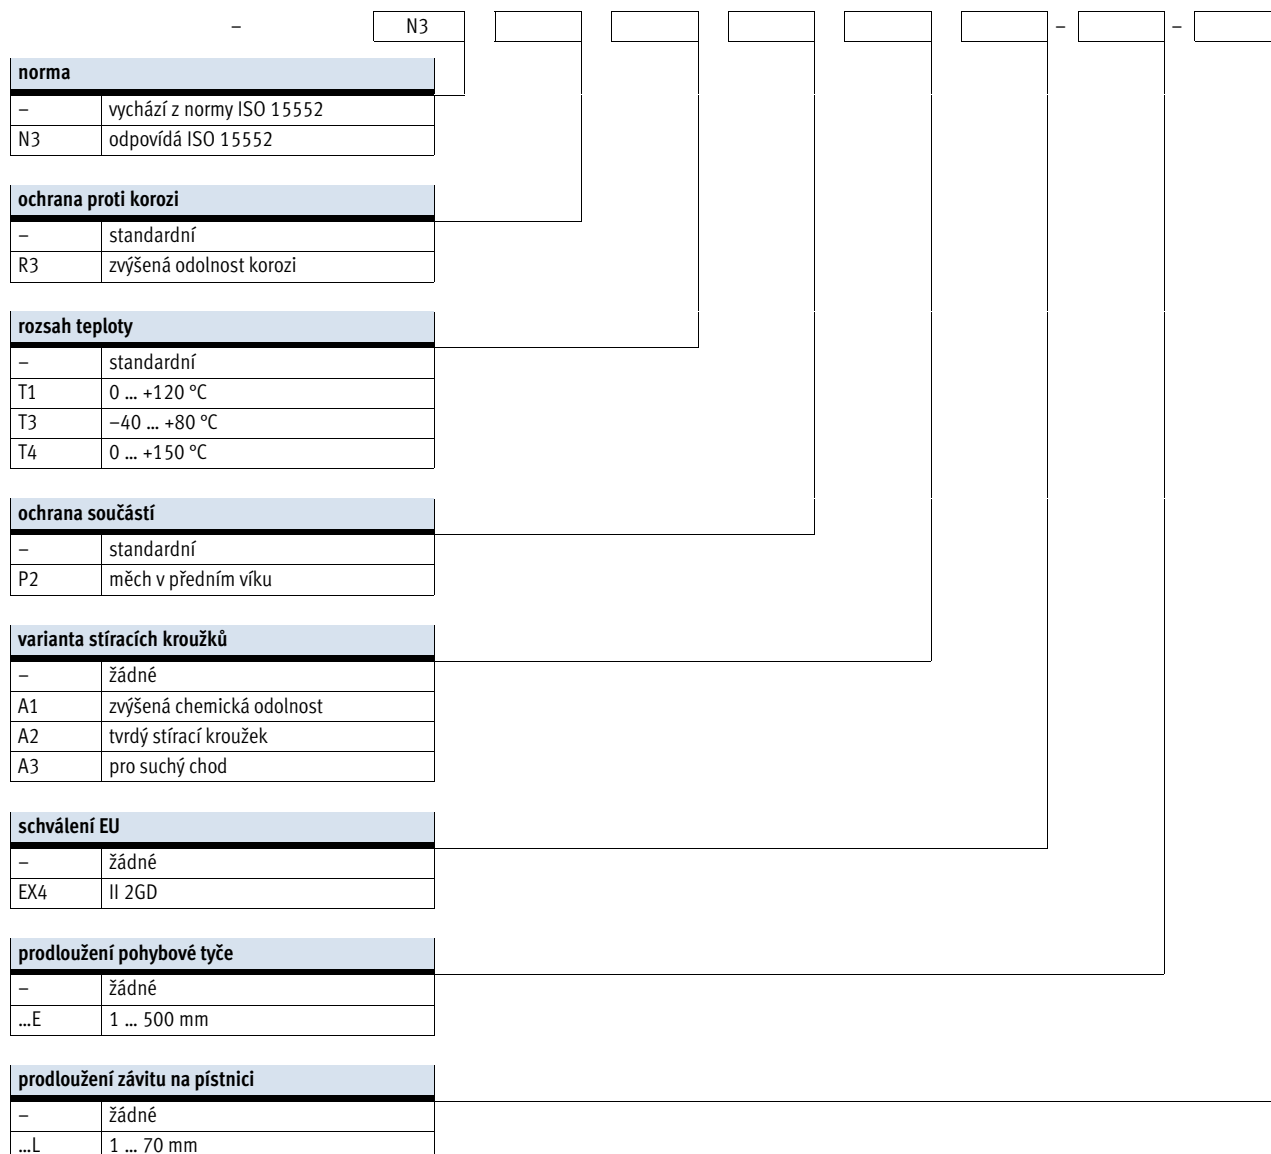 – N3 – –
norma
– vychází z normy ISO 15552
N3 odpovídá ISO 15552
ochrana proti korozi
– standardní
R3 zvýšená odolnost korozi
rozsah teploty
– standardní
T1 0 ... +120 °C
T3 –40 ... +80 °C
T4 0 ... +150 °C
ochrana součástí
– standardní
P2 měch v předním víku
varianta stíracích kroužků
– žádné
A1 zvýšená chemická odolnost
A2 tvrdý stírací kroužek
A3 pro suchý chod
schválení EU
– žádné
EX4 II 2GD
prodloužení pohybové tyče
– žádné
...E 1 ... 500 mm
prodloužení závitu na pístnici
– žádné
...L 1 ... 70 mm